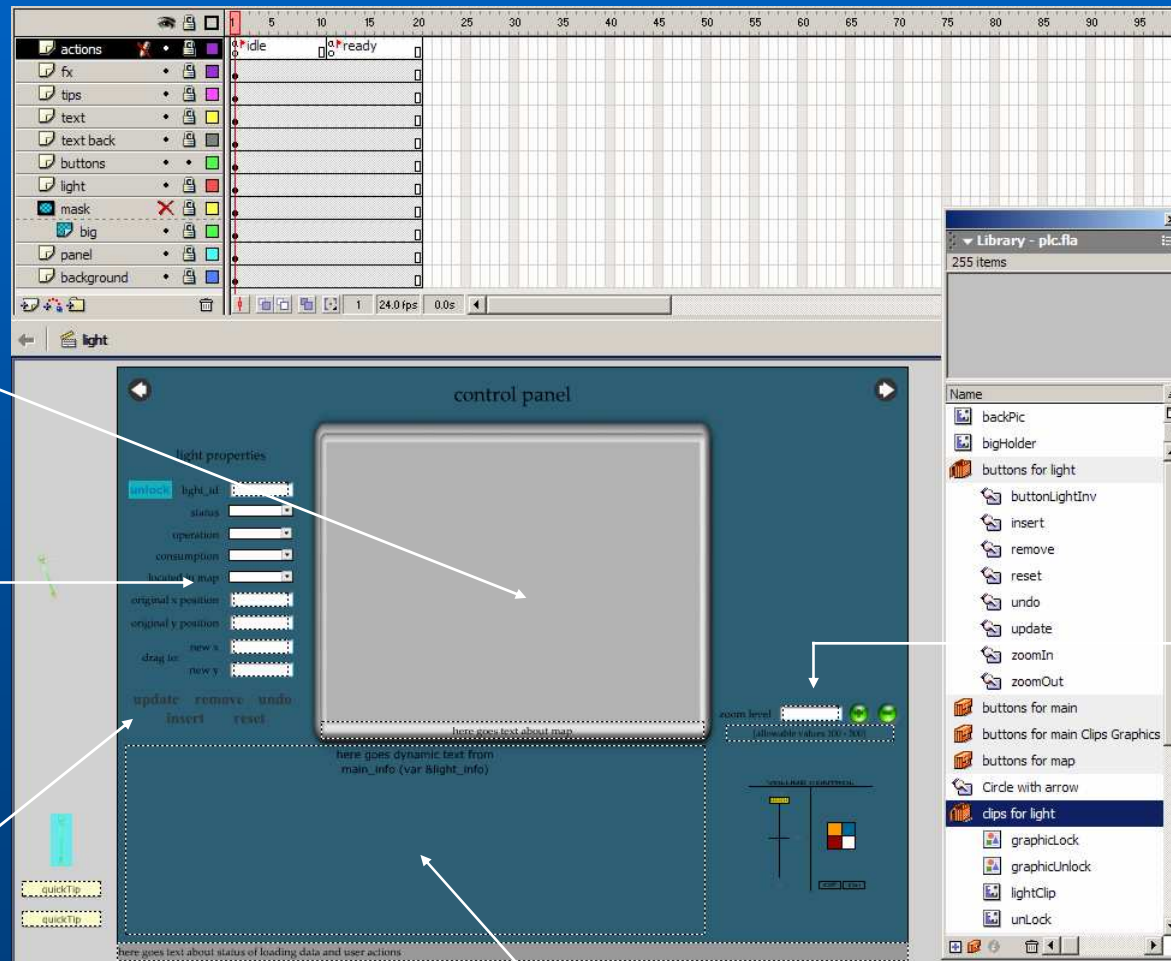 1 5 10 15 20 25 30 35 40 45 50 55 60 65 70 75 80 85 90 95
actions
idle
ready
fx
tips
text
text back
buttons
light
mask
big
panel
background
1 24.0 fps 0.0s
light
Library - plc.fla
255 items
Name
backPic
bigHolder
buttons for light
buttonLightInv
insert
remove
reset
undo
update
zoomIn
zoomOut
buttons for main
buttons for main Clips Graphics
buttons for map
Circle with arrow
clips for light
graphicLock
graphicUnlock
lightClip
unLock
control panel
light properties
unlock light_id
status
operation
consumption
located in map
original x position
original y position
new x
drag to:
new y
update remove undo
insert reset
here goes text about map
zoom level
[allowable values 100 - 500]
here goes dynamic text from
main_info (var &light_info)
quickTip
quickTip
here goes text about status of loading data and user actions